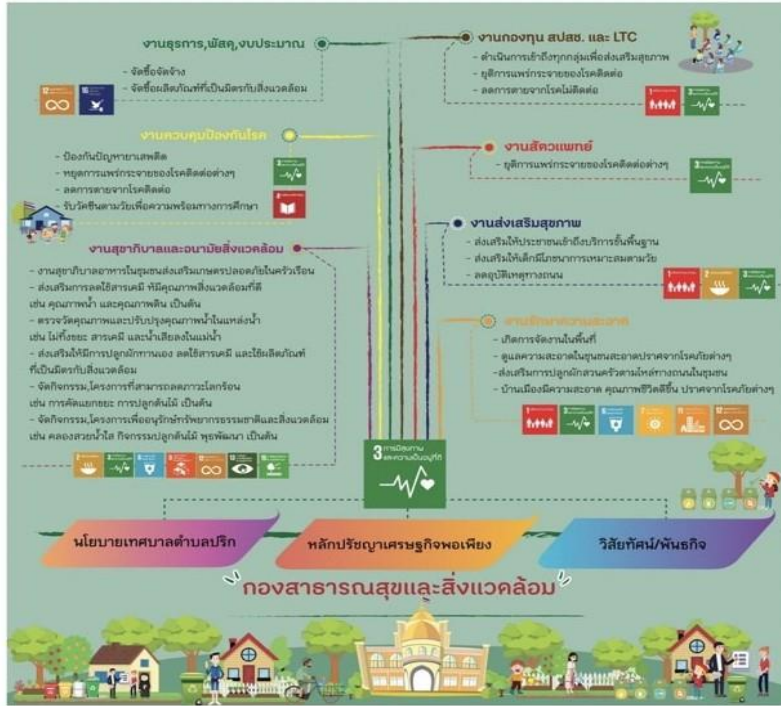 งานธุรการ,พัสดุ,งบประมาณ
- จัดซื้อจัดจ้าง
- จัดซื้อผลิตภัณฑ์ที่เป็นมิตรกับสิ่งแวดล้อม
งานควบคุมป้องกันโรค
- ป้องกันปัญหายาเสพติด
- หยุดการแพร่กระจายของโรคติดต่อต่างๆ
- ลดการตายจากโรคติดต่อ
- รับวัคซีนตามวัยเพื่อความพร้อมทางการศึกษา
งานสุขาภิบาลและอนามัยสิ่งแวดล้อม
- งานสุขาภิบาลอาหารในชุมชนส่งเสริมเกษตรปลอดภัยในครัวเรือน
- ส่งเสริมการลดใช้สารเคมี ให้มีคุณภาพสิ่งแวดล้อมที่ดี
เช่น คุณภาพน้ำ และคุณภาพดิน เป็นต้น
- ตรวจวัดคุณภาพและปรับปรุงคุณภาพน้ำในแหล่งน้ำ
เช่น ไม่ทิ้งขยะ สารเคมี และน้ำเสียลงในแม่น้ำ
- ส่งเสริมให้มีการปลูกผักทานเอง ลดใช้สารเคมี และใช้ผลิตภัณฑ์
ที่เป็นมิตรกับสิ่งแวดล้อม
- จัดกิจกรรม,โครงการที่สามารถลดภาวะโลกร้อน
เช่น การคัดแยกขยะ การปลูกต้นไม้ เป็นต้น
- จัดกิจกรรม,โครงการเพื่ออนุรักษ์ทรัพยากรธรรมชาติและสิ่งแวดล้อม
เช่น คลองสวยน้ำใส กิจกรรมปลูกต้นไม้ พุธพัฒนา เป็นต้น
งานกองทุน สปสช. และ LTC
- ดำเนินการเข้าถึงทุกกลุ่มเพื่อส่งเสริมสุขภาพ
- ยุติการแพร่กระจายของโรคติดต่อ
- ลดการตายจากโรคไม่ติดต่อ
งานสัตวแพทย์
- ยุติการแพร่กระจายของโรคติดต่อต่างๆ
งานส่งเสริมสุขภาพ
- ส่งเสริมให้ประชาชนเข้าถึงบริการขั้นพื้นฐาน
- ส่งเสริมให้เด็กมีโภชนาการเหมาะสมตามวัย
- ลดอุบัติเหตุทางถนน
งานรักษาความสะอาด
- เกิดการจัดงานในพื้นที่
- ดูแลความสะอาดในชุมชนสะอาดปราศจากโรคภัยต่างๆ
- ส่งเสริมการปลูกผักสวนครัวตามไหล่ทางถนนในชุมชน
- บ้านเมืองมีความสะอาด คุณภาพชีวิตดีขึ้น ปราศจากโรคภัยต่างๆ
3 การมีสุขภาพ
และความเป็นอยู่ที่ดี
นโยบายเทศบาลตำบลปริก
หลักปรัชญาเศรษฐกิจพอเพียง
วิสัยทัศน์/พันธกิจ
กองสาธารณสุขและสิ่งแวดล้อม